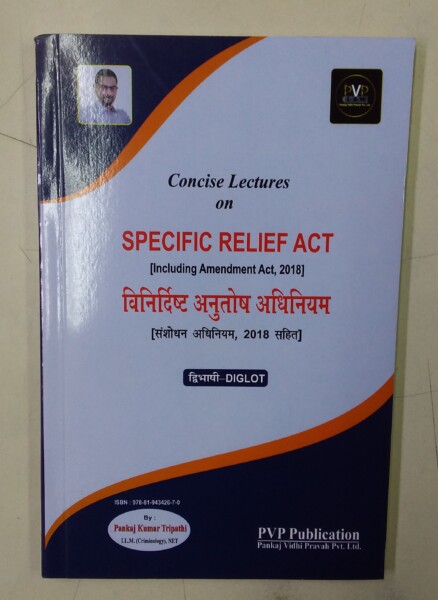 PVP
Concise Lectures
on
SPECIFIC RELIEF ACT
[Including Amendment Act, 2018]
विनिर्दिष्ट अनुतोष अधिनियम
[संशोधन अधिनियम, 2018 सहित]
द्विभाषी-DIGLOT
ISBN : 978-81-943426-7-0
By :
Pankaj Kumar Tripathi
LL.M. (Criminology), NET
PVP Publication
Pankaj Vidhi Pravah Pvt. Ltd.